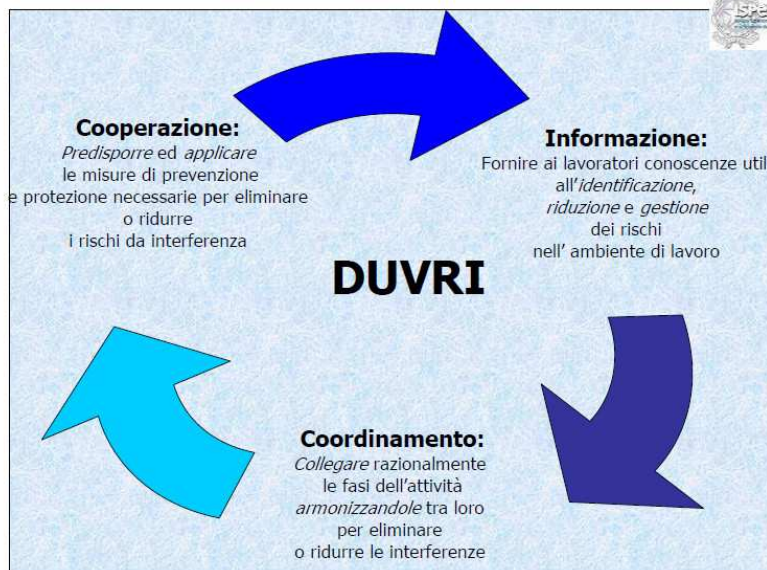 Cooperazione:
Predisporre ed applicare
le misure di prevenzione
e protezione necessarie per eliminare
o ridurre
i rischi da interferenza
Informazione:
Fornire ai lavoratori conoscenze util
all'identificazione,
riduzione e gestione
dei rischi
nell' ambiente di lavoro
DUVRI
Coordinamento:
Collegare razionalmente
le fasi dell'attività
armonizzandole tra loro
per eliminare
o ridurre le interferenze